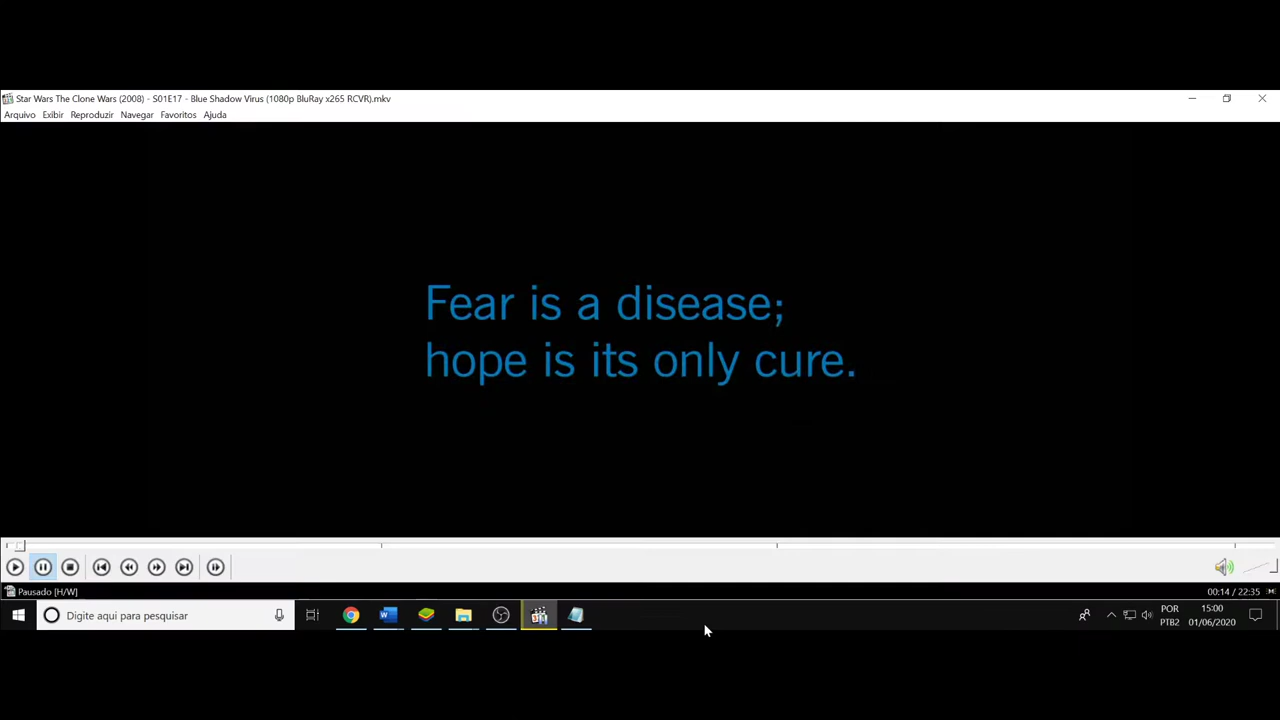 Star Wars The Clone Wars (2008) - S01E17 - Blue Shadow Virus (1080p BluRay x265 RCVR).mkv
Arquivo Exibir Reproduzir Navegar Favoritos Ajuda
Fear is a disease;
hope is its only cure.
Pausado [H/W]
00:14 / 22:35
Digite aqui para pesquisar
POR
PTB2
15:00
01/06/2020